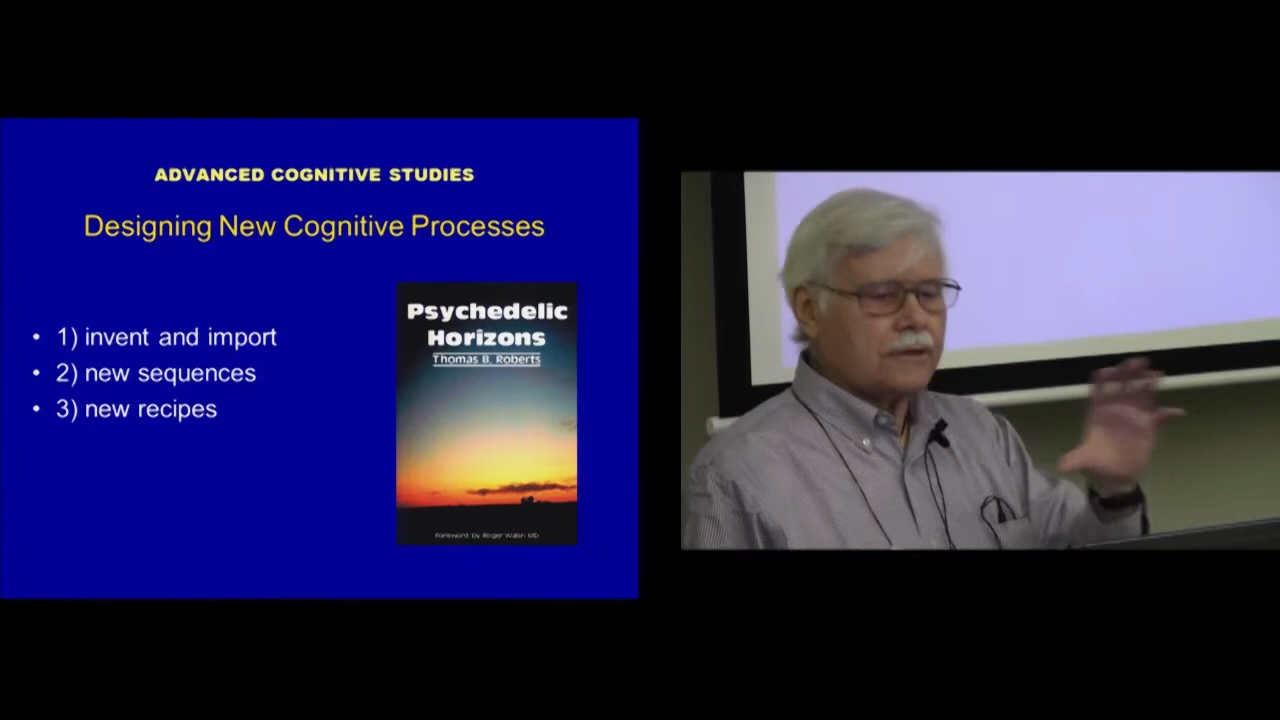 ADVANCED COGNITIVE STUDIES
Designing New Cognitive Processes
• 1) invent and import
• 2) new sequences
• 3) new recipes
Psychedelic
Horizons
Thomas B. Roberts
Foreword by Roger Walsh MD